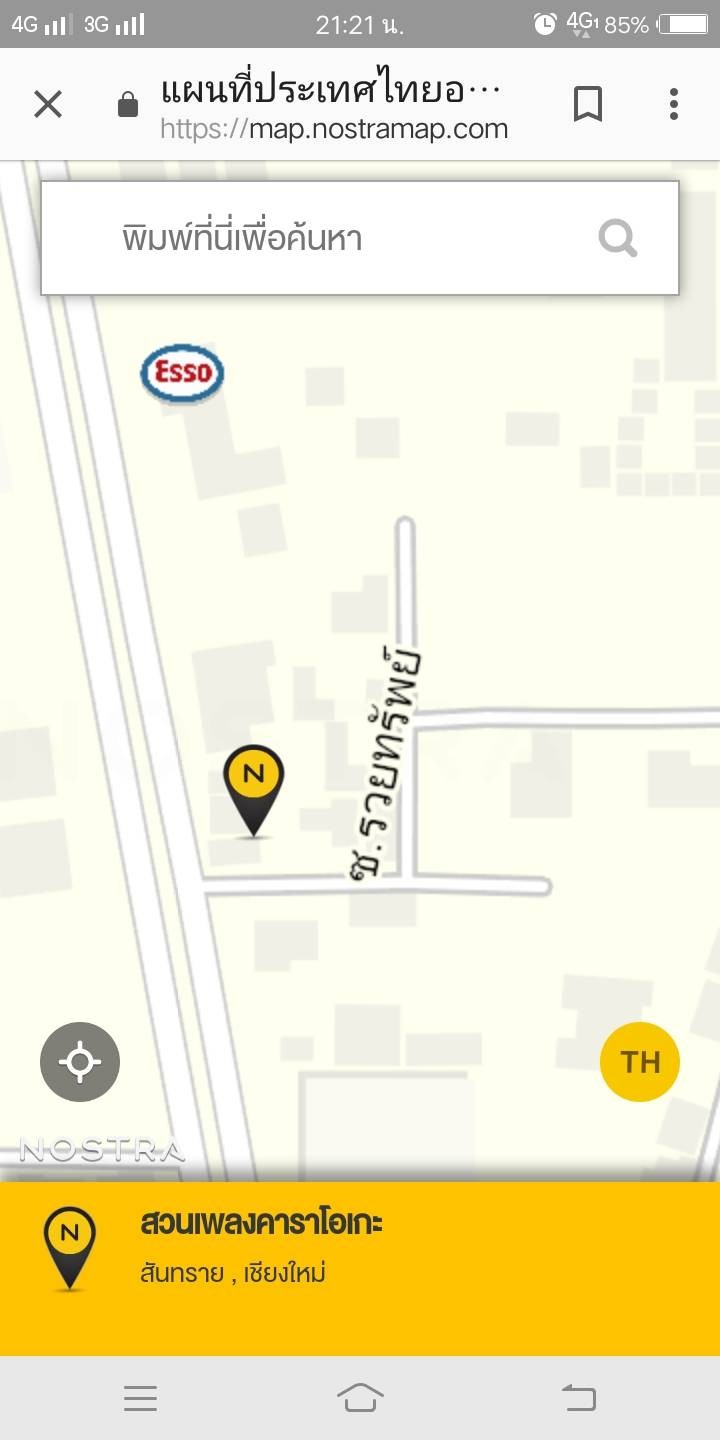 4G 3G 21:21 น. 4G1 85%
แผนที่ประเทศไทยอ...
https://map.nostramap.com
พิมพ์ที่นี่เพื่อค้นหา
Esso
ซ.รวยทรัพย์
N
TH
NOSTRA
N
สวนเพลงคาราโอเกะ
สันทราย , เชียงใหม่